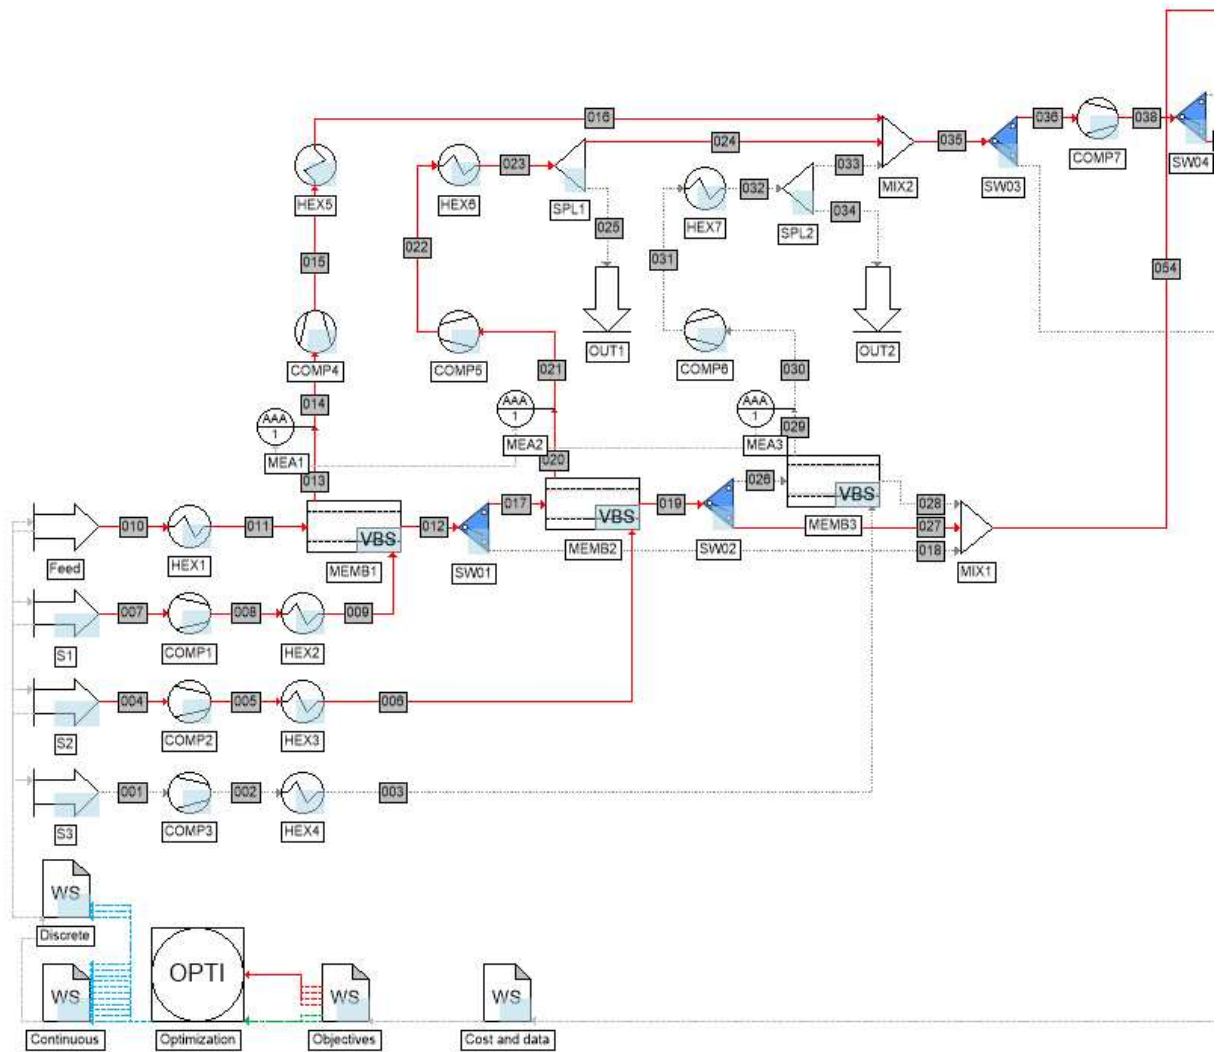 016
036
038
024
035
COMP7
SW04
023
033
MIX2
SW03
HEX5
HEX6
SPL1
032
HEX7
SPL2
034
025
022
015
031
054
OUT1
OUT2
COMP4
COMP5
COMP6
021
030
014
AAA
1
AAA
1
MEA1
MEA2
MEA3
029
020
013
026
028
017
019
VBS
VBS
VBS
010
011
012
027
018
Feed
HEX1
MEMB1
SW01
MEMB2
SW02
MEMB3
MIX1
007
008
009
S1
COMP1
HEX2
004
005
006
S2
COMP2
HEX3
001
002
003
S3
COMP3
HEX4
WS
Discrete
OPTI
WS
WS
WS
Continuous
Optimization
Objectives
Cost and data
AAA
1